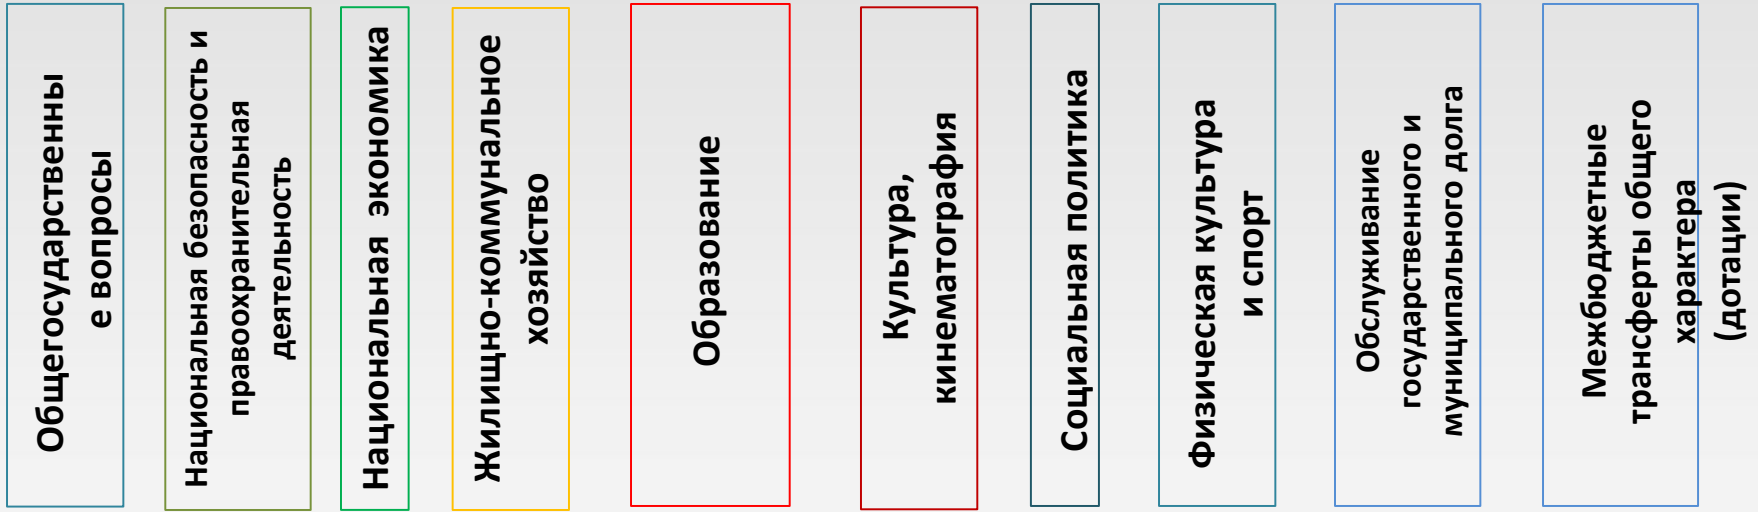 Общегосударственны
е вопросы
Национальная безопасность и
правоохранительная
деятельность
Национальная экономика
Жилищно-коммунальное
хозяйство
Образование
Культура,
кинематография
Социальная политика
Физическая культура
и спорт
Обслуживание
государственного и
муниципального долга
Межбюджетные
трансферты общего
характера
(дотации)